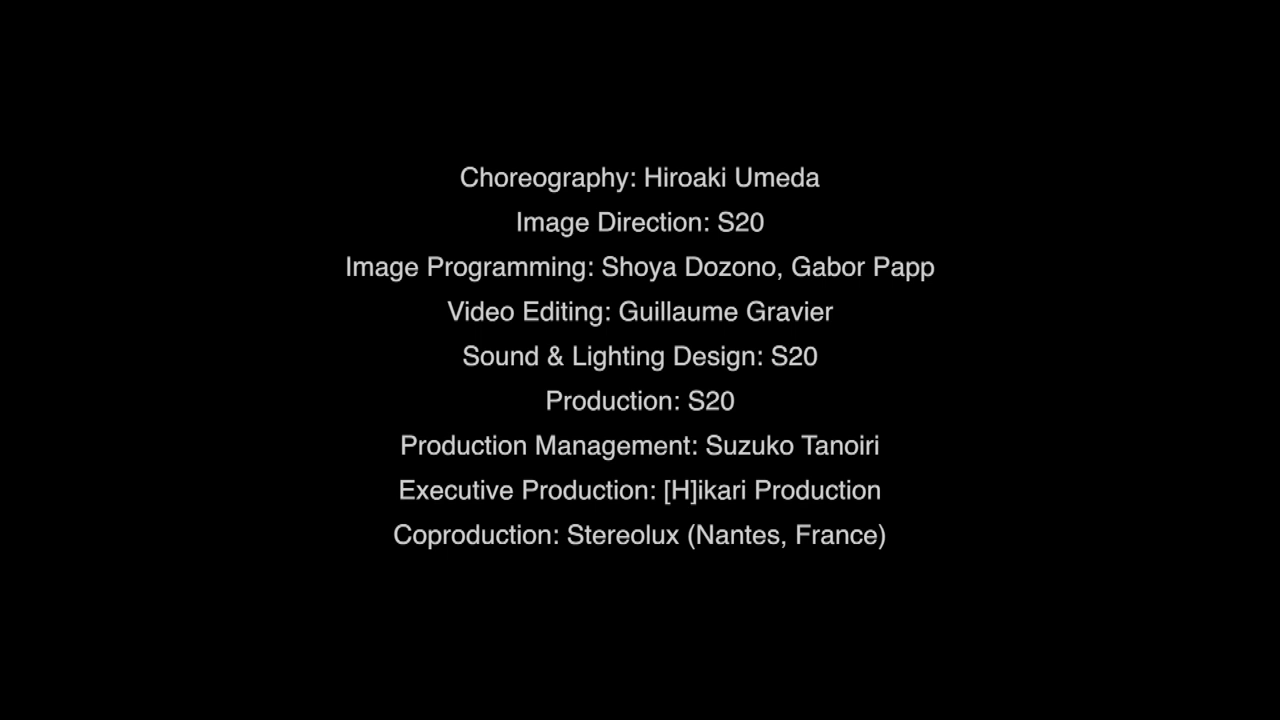 Choreography: Hiroaki Umeda
Image Direction: S20
Image Programming: Shoya Dozono, Gabor Papp
Video Editing: Guillaume Gravier
Sound & Lighting Design: S20
Production: S20
Production Management: Suzuko Tanoiri
Executive Production: [H]ikari Production
Coproduction: Stereolux (Nantes, France)